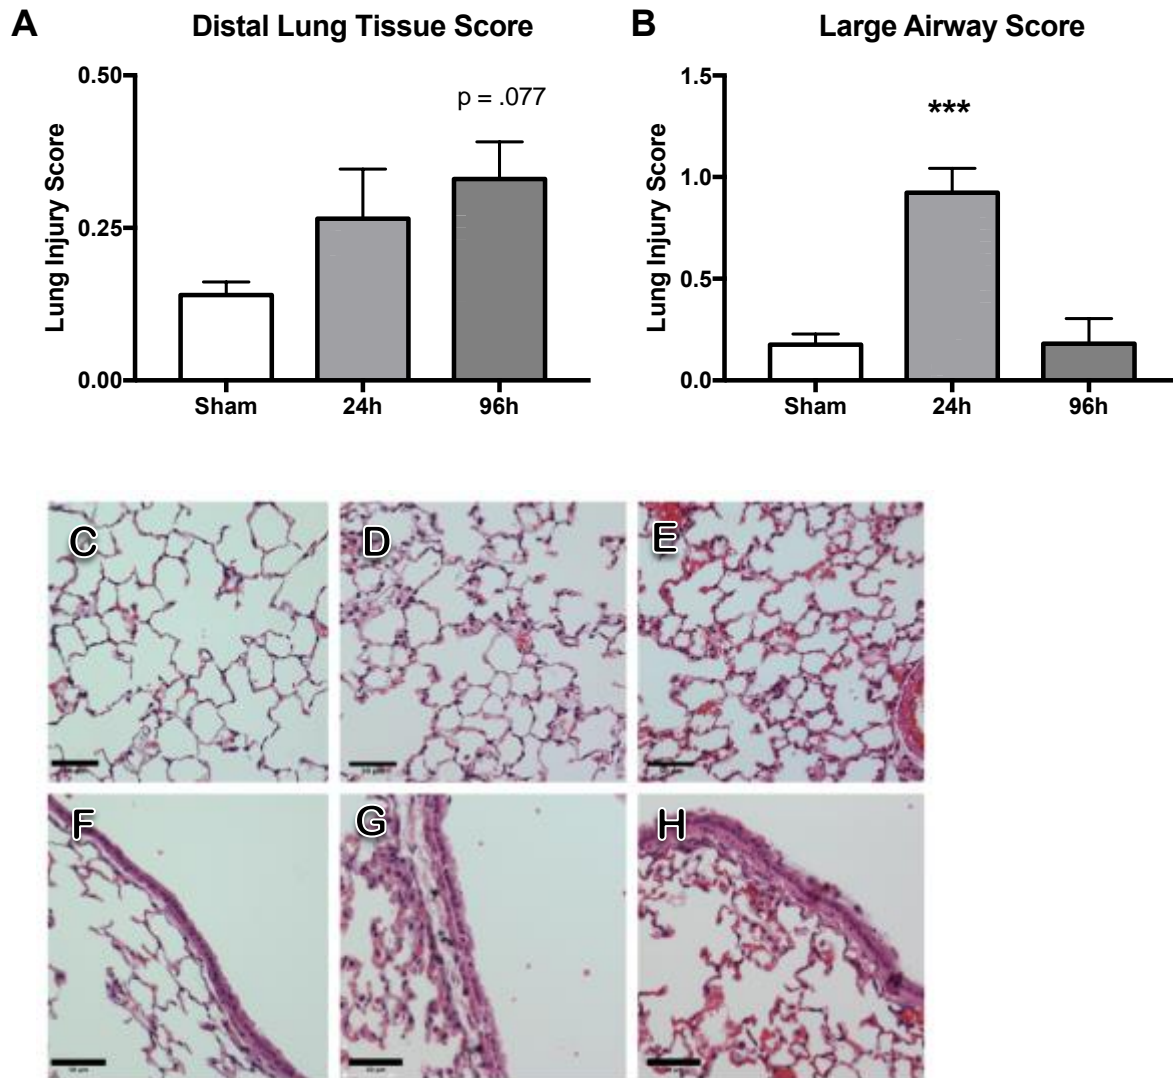 A
Distal Lung Tissue Score
Lung Injury Score
0.50
0.25
0.00
p = .077
Sham
24h
96h
B
Large Airway Score
Lung Injury Score
1.5
1.0
0.5
0.0
***
Sham
24h
96h
C
D
E
F
G
H